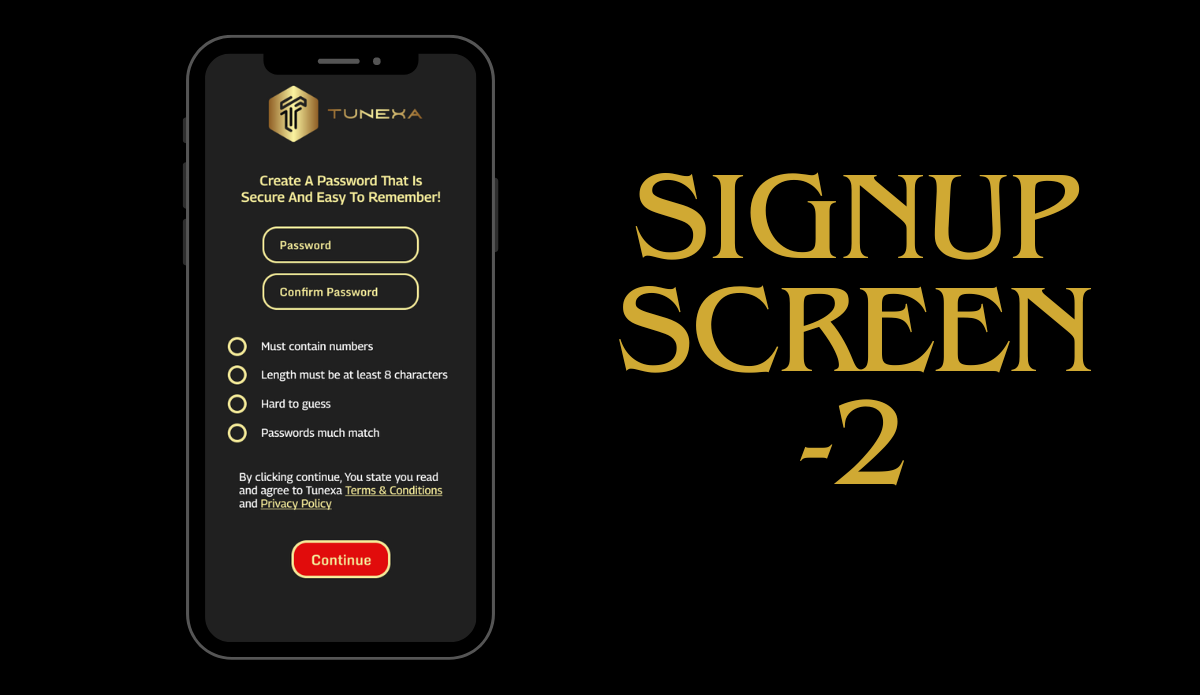 TUNEXA
Create A Password That Is
Secure And Easy To Remember!
Password
Confirm Password
Must contain numbers
Length must be at least 8 characters
Hard to guess
Passwords much match
By clicking continue, You state you read
and agree to Tunexa Terms & Conditions
and Privacy Policy
Continue
SIGNUP
SCREEN
-2